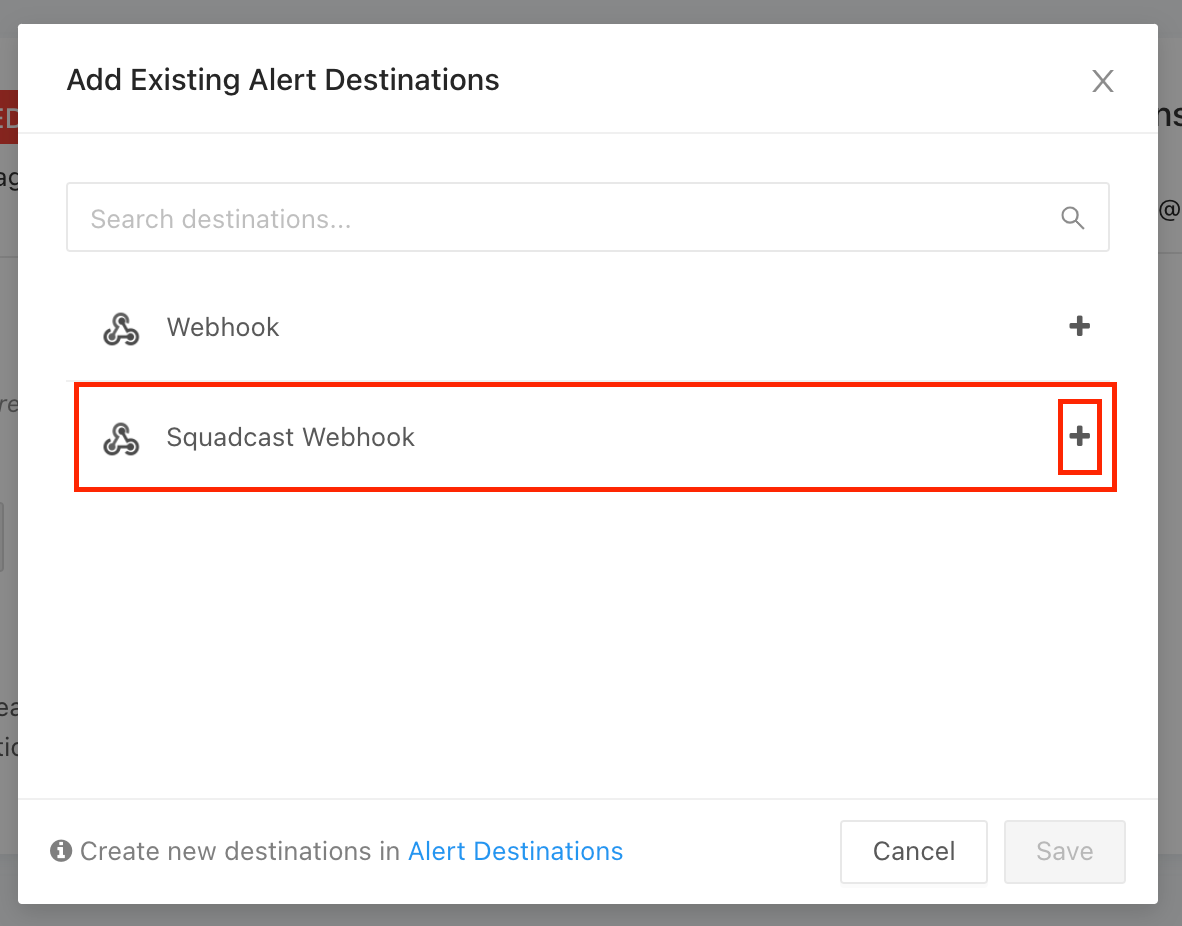 Add Existing Alert Destinations
Search destinations...
Webhook
Squadcast Webhook
Create new destinations in Alert Destinations
Cancel
Save